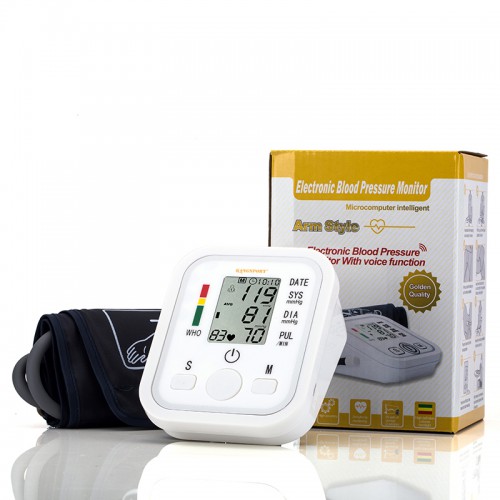 Electronic Blood Pressure Monitor
Microcomputer intelligent
Arm Style
Electronic Blood Pressure
With voice function
Golden
Quality
10:10
DATE
119
SYS
mmHg
81
DIA
mmHg
WHO
83
70
PUL
/MIN
S
M